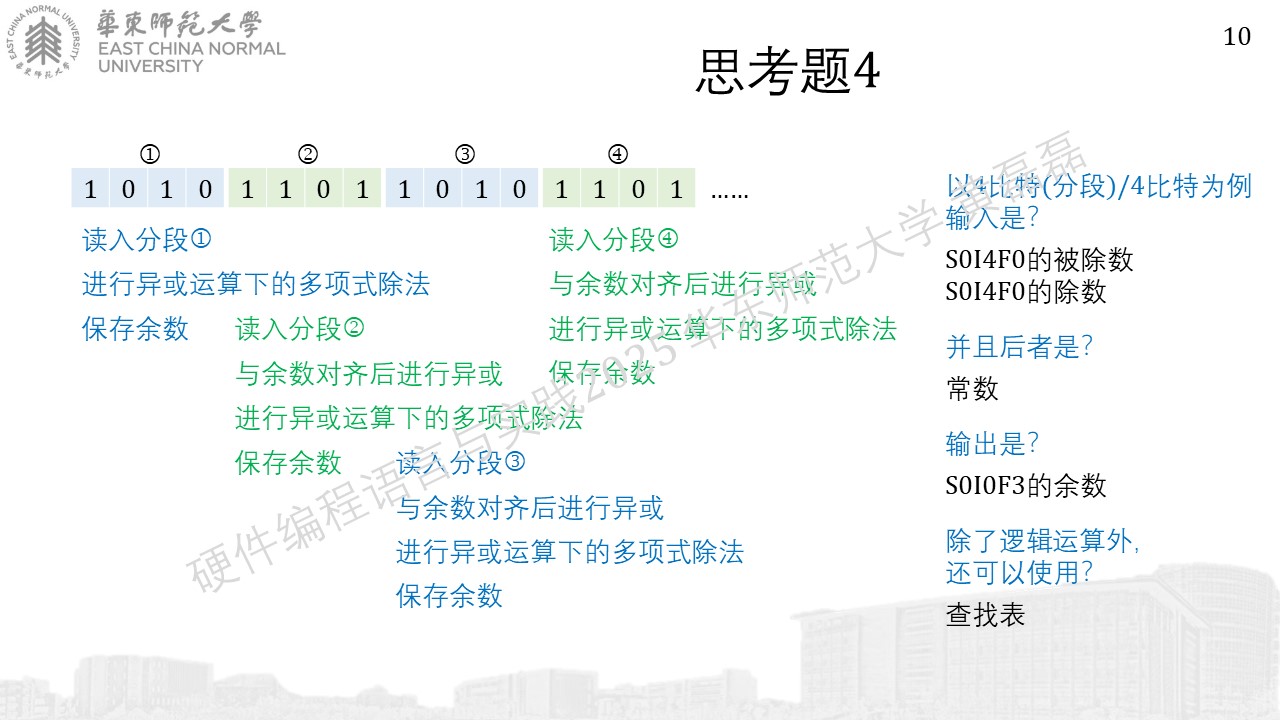 華東師範大學
EAST CHINA NORMAL
UNIVERSITY
EAST CHINA NORMAL UNIVERSITY
華東師範大學
10
思考题4
① ② ③ ④
1 0 1 0 1 1 0 1 1 0 1 0 1 1 0 1 ……
读入分段①
进行异或运算下的多项式除法
保存余数
读入分段②
与余数对齐后进行异或
进行异或运算下的多项式除法
保存余数
读入分段③
与余数对齐后进行异或
进行异或运算下的多项式除法
保存余数
读入分段④
与余数对齐后进行异或
进行异或运算下的多项式除法
保存余数
以4比特(分段)/4比特为例
输入是?
S0I4F0的被除数
S0I4F0的除数
并且后者是?
常数
输出是?
S0I0F3的余数
除了逻辑运算外,
还可以使用?
查找表
硬件编程语言与实践2025 华东师范大学 黄磊磊